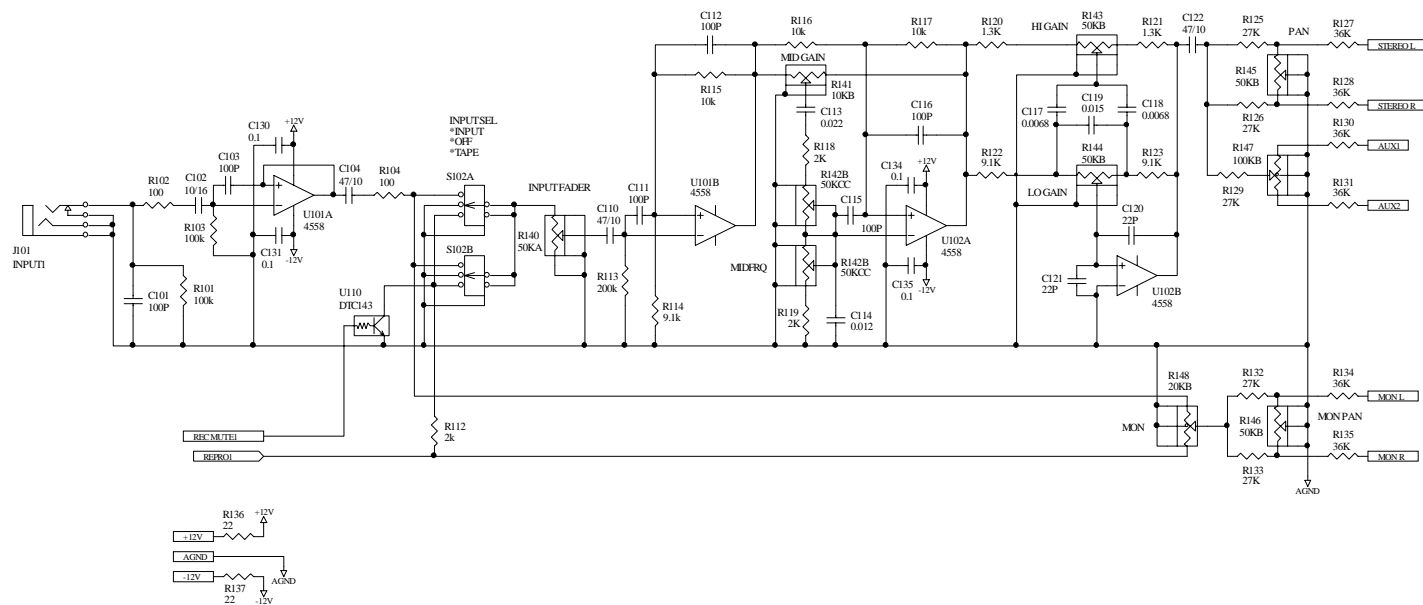 C112
100P
R116
10k
R117
10k
R120
1.3K
HI GAIN
R143
50KB
R121
1.3K
C122
47/10
R125
27K
PAN
R127
36K
STEREO L
MID GAIN
R115
10k
R141
10KB
C113
0.022
R118
2K
C116
100P
C117
0.0068
C119
0.015
C118
0.0068
R145
50KB
R128
36K
STEREO R
R126
27K
R130
36K
AUX1
R147
100KB
R129
27K
R131
36K
AUX2
INPUT SEL
*INPUT
*OFF
*TAPE
C130
0.1
+12V
C103
100P
R102
100
C102
10/16
C104
47/10
R104
100
S102A
INPUT FADER
C111
100P
U101B
4558
R142B
50KCC
C134
0.1
+12V
R122
9.1K
R144
50KB
R123
9.1K
LO GAIN
U101A
4558
R103
100k
C131
0.1
-12V
J101
INPUT1
S102B
R140
50KA
C110
47/10
C115
100P
U102A
4558
C120
22P
MIDFRQ
R142B
50KCC
C135
0.1
-12V
C121
22P
U102B
4558
C101
100P
R101
100k
U110
DTC143
R113
200k
R114
9.1k
R119
2K
C114
0.012
R148
20KB
R132
27K
R134
36K
MON L
MON
R146
50KB
MON PAN
R135
36K
MON R
R133
27K
AGND
R112
2k
REC MUTE1
REPRO1
R136
22
+12V
+12V
AGND
AGND
-12V
R137
22
-12V